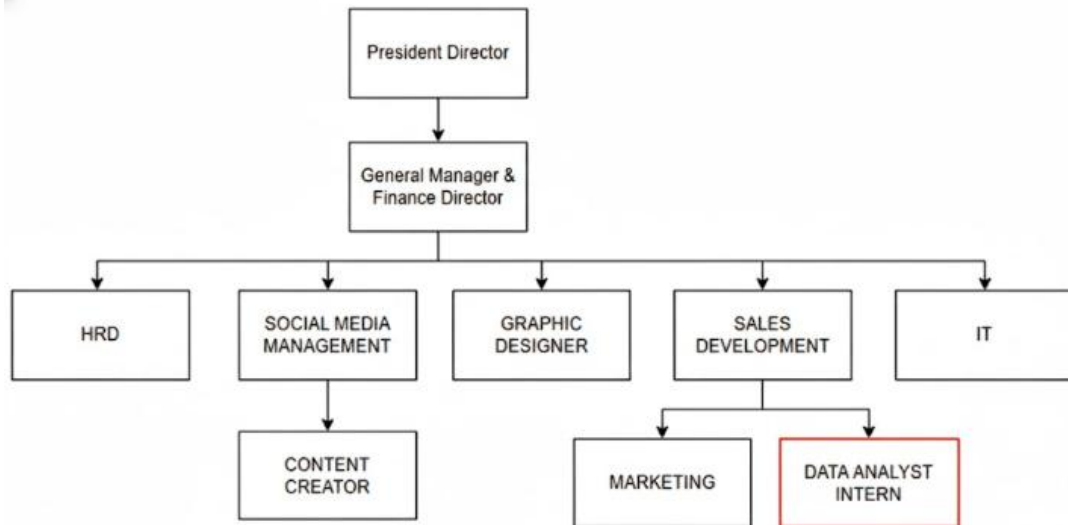 President Director
General Manager &
Finance Director
HRD
SOCIAL MEDIA
MANAGEMENT
GRAPHIC
DESIGNER
SALES
DEVELOPMENT
IT
CONTENT
CREATOR
MARKETING
DATA ANALYST
INTERN